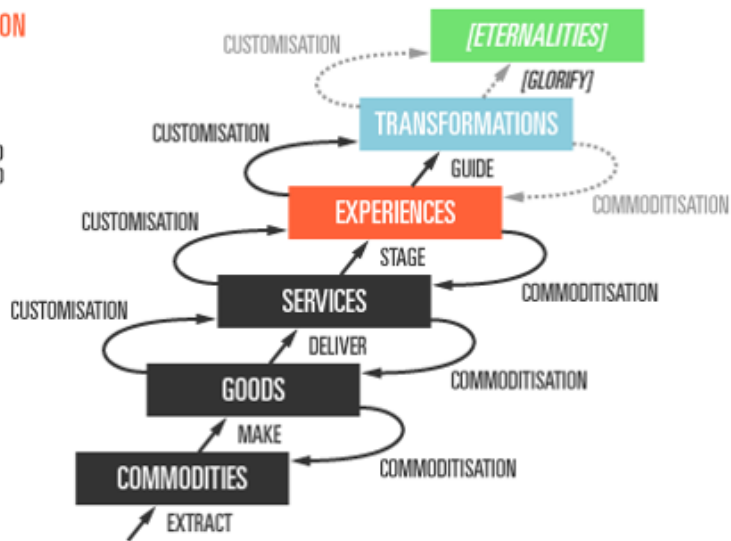 ON
CUSTOMISATION
[ETERNALITIES]
[GLORIFY]
TRANSFORMATIONS
CUSTOMISATION
GUIDE
COMMODITISATION
EXPERIENCES
CUSTOMISATION
STAGE
COMMODITISATION
SERVICES
CUSTOMISATION
DELIVER
COMMODITISATION
GOODS
MAKE
COMMODITISATION
COMMODITIES
EXTRACT